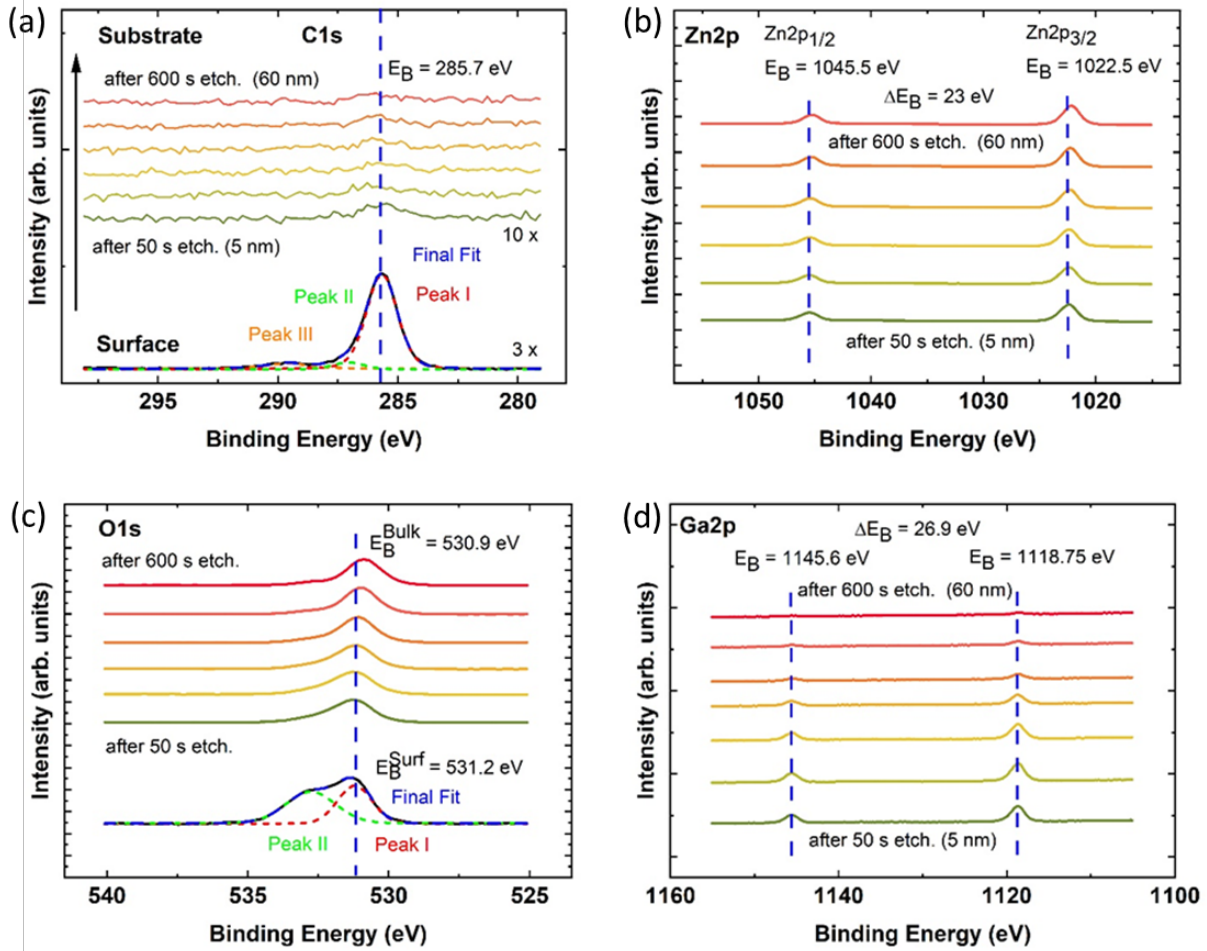 (a)
Substrate C1s
E_B = 285.7 eV
after 600 s etch. (60 nm)
after 50 s etch. (5 nm)
10 x
Final Fit
Peak II Peak I
Peak III
Surface
3 x
Intensity (arb. units)
295 290 285 280
Binding Energy (eV)
(b)
Zn2p Zn2p1/2 Zn2p3/2
E_B = 1045.5 eV E_B = 1022.5 eV
ΔE_B = 23 eV
after 600 s etch. (60 nm)
after 50 s etch. (5 nm)
Intensity (arb. units)
1050 1040 1030 1020
Binding Energy (eV)
(c)
O1s
E_B^Bulk = 530.9 eV
after 600 s etch.
after 50 s etch.
E_B^Surf = 531.2 eV
Final Fit
Peak II Peak I
Intensity (arb. units)
540 535 530 525
Binding Energy (eV)
(d)
Ga2p ΔE_B = 26.9 eV
E_B = 1145.6 eV E_B = 1118.75 eV
after 600 s etch. (60 nm)
after 50 s etch. (5 nm)
Intensity (arb. units)
1160 1140 1120 1100
Binding Energy (eV)